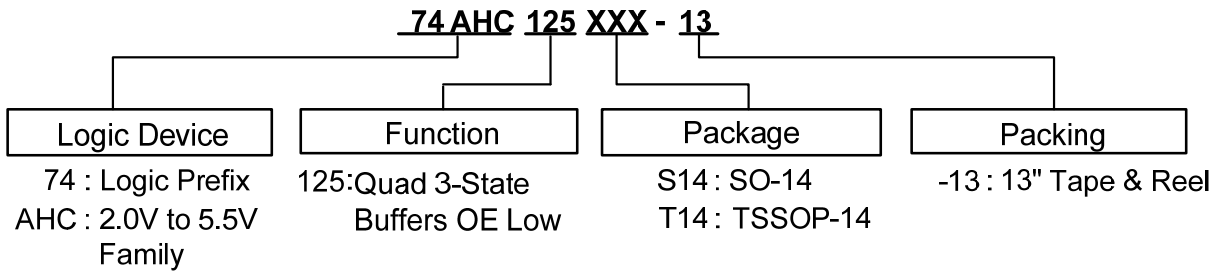 74 AHC 125 XXX - 13
Logic Device
Function
Package
Packing
74 : Logic Prefix
AHC : 2.0V to 5.5V
Family
125:Quad 3-State
Buffers OE Low
S14 : SO-14
T14 : TSSOP-14
-13 : 13" Tape & Reel